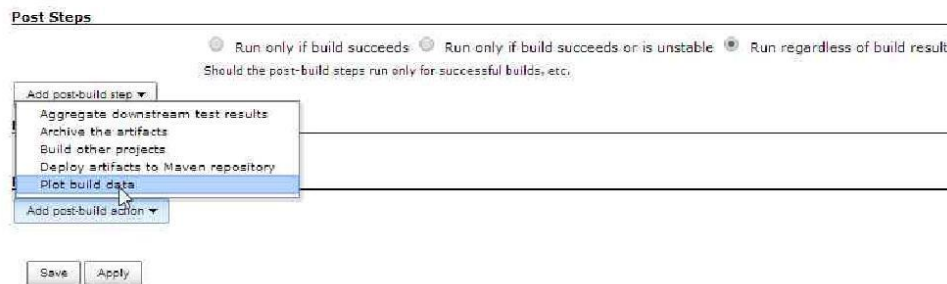 Post Steps
Run only if build succeeds Run only if build succeeds or is unstable Run regardless of build result
Should the post-build steps run only for successful builds, etc.
Add post-build step
Aggregate downstream test results
Archive the artifacts
Build other projects
Deploy artifacts to Maven repository
Plot build data
Add post-build action
Save Apply